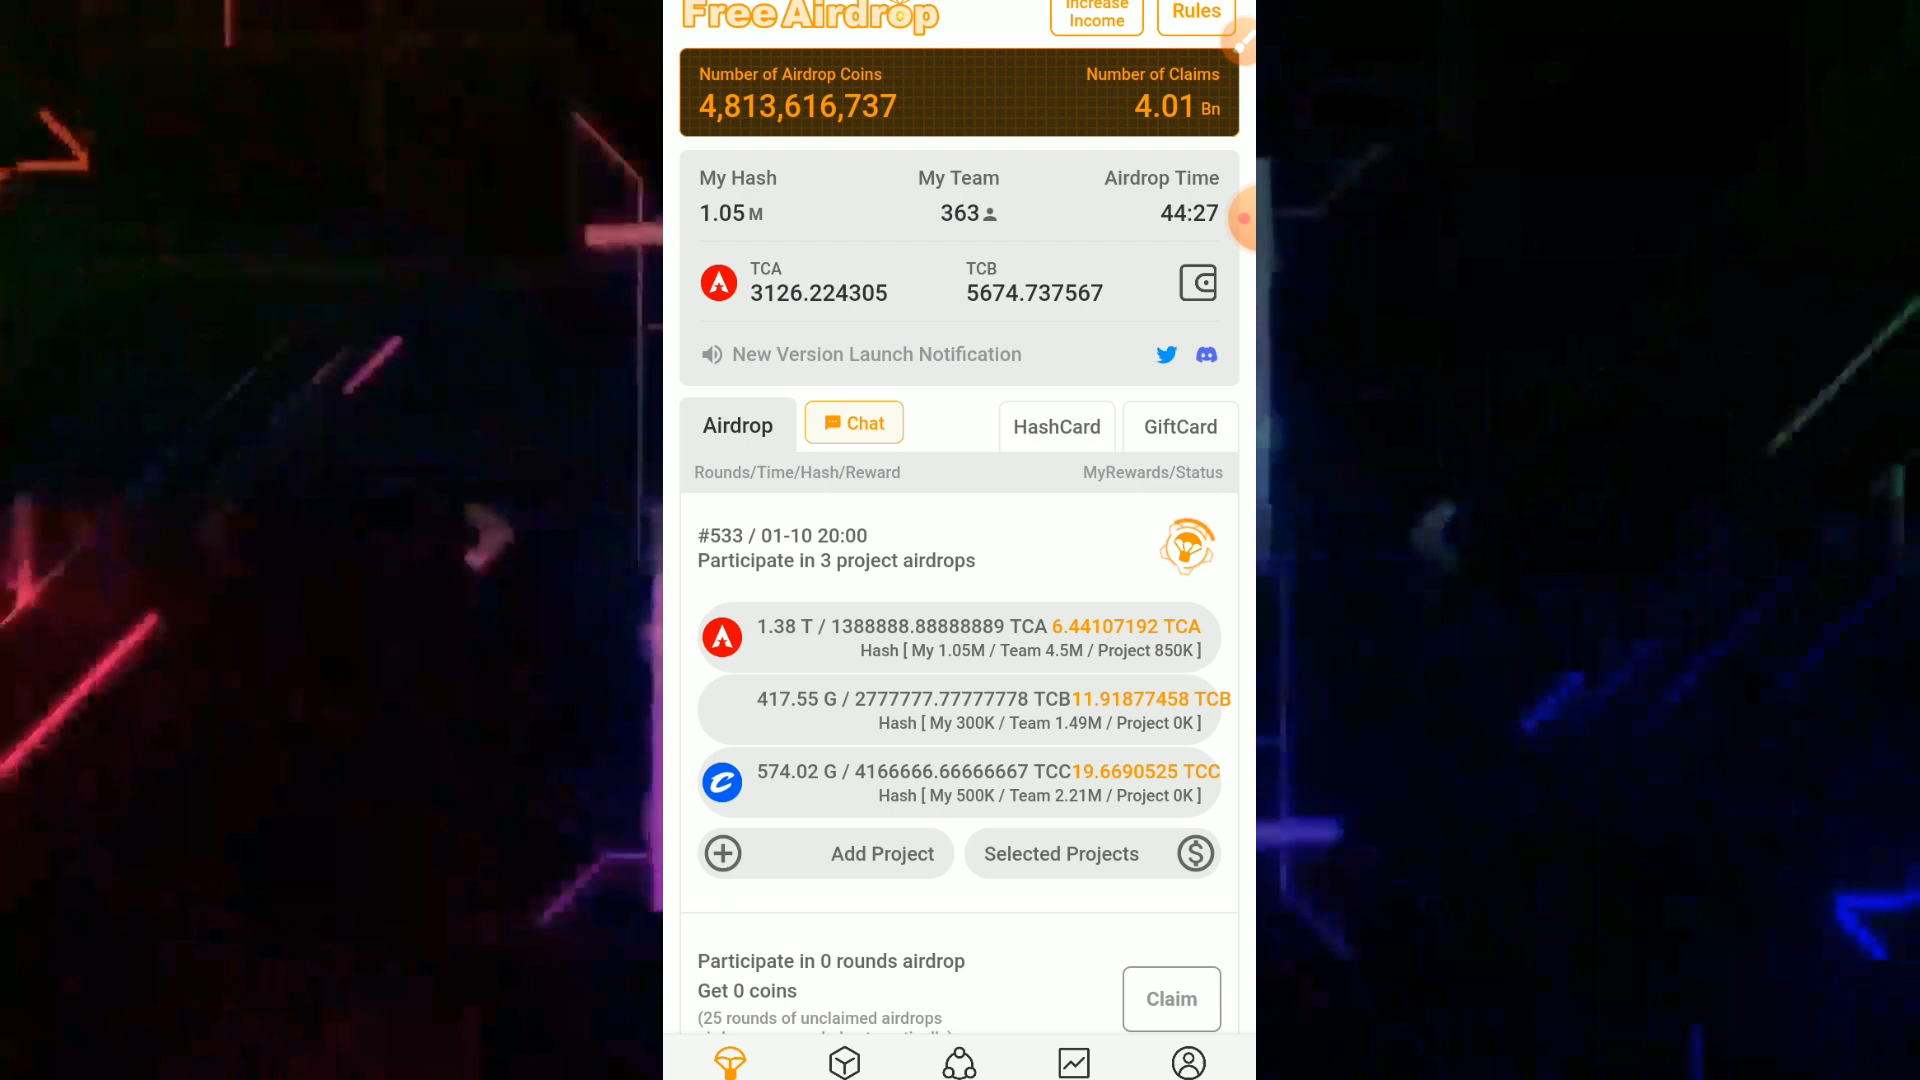 Free Airdrop
Increase
Income
Rules
Number of Airdrop Coins
Number of Claims
4,813,616,737
4.01 Bn
My Hash
My Team
Airdrop Time
1.05 M
363
44:27
TCA
TCB
3126.224305
5674.737567
New Version Launch Notification
Airdrop
Chat
HashCard
GiftCard
Rounds/Time/Hash/Reward
MyRewards/Status
#533 / 01-10 20:00
Participate in 3 project airdrops
1.38 T / 1388888.88888889 TCA 6.44107192 TCA
Hash [ My 1.05M / Team 4.5M / Project 850K ]
417.55 G / 2777777.77777778 TCB 11.91877458 TCB
Hash [ My 300K / Team 1.49M / Project 0K ]
574.02 G / 4166666.66666667 TCC 19.6690525 TCC
Hash [ My 500K / Team 2.21M / Project 0K ]
Add Project
Selected Projects
Participate in 0 rounds airdrop
Get 0 coins
Claim
(25 rounds of unclaimed airdrops